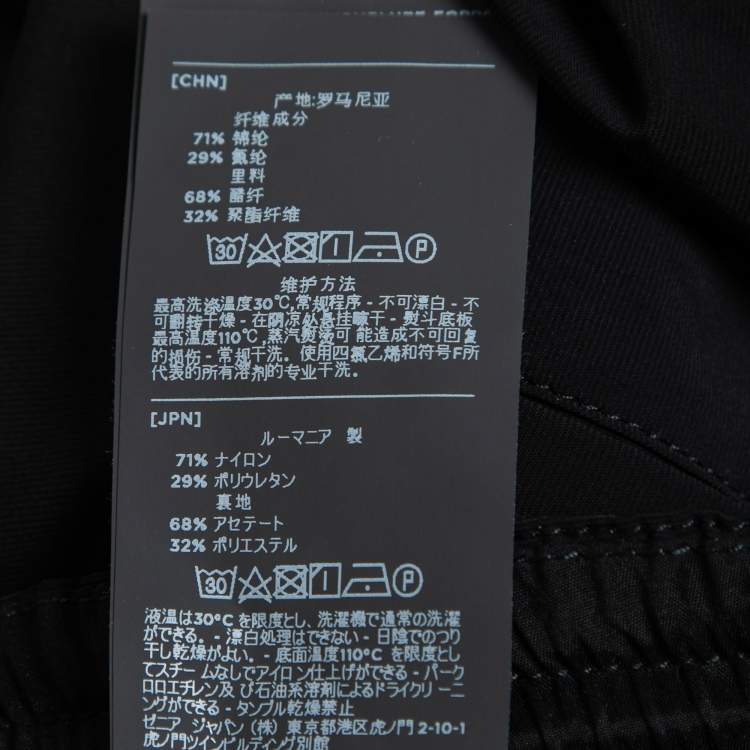 [CHN]
产地:罗马尼亚
纤维成分
71% 锦纶
29% 氨纶
里料
68% 醋纤
32% 聚酯纤维
30 P
维护方法
最高洗涤温度30℃,常规程序 - 不可漂白 - 不
可翻转干燥 - 在阴凉处悬挂晾干 - 熨斗底板
最高温度110℃,蒸汽熨烫可 能造成不可回复
的损伤 - 常规干洗。使用四氯乙烯和符号F所
代表的所有溶剂的专业干洗。
[JPN]
ルーマニア 製
71% ナイロン
29% ポリウレタン
裏地
68% アセテート
32% ポリエステル
30 P
液温は30℃を限度とし、洗濯機で通常の洗濯
ができる。- 漂白処理はできない - 日陰でのつり
干し乾燥がよい。- 底面温度110℃を限度とし
てスチームなしでアイロン仕上げができる - パーク
ロロエチレン及 び石油系溶剤によるドライクリーニ
ングができる - タンブル乾燥禁止
ゼニア ジャパン (株) 東京都港区虎ノ門 2-10-1
虎ノ門ツインビルディング別館